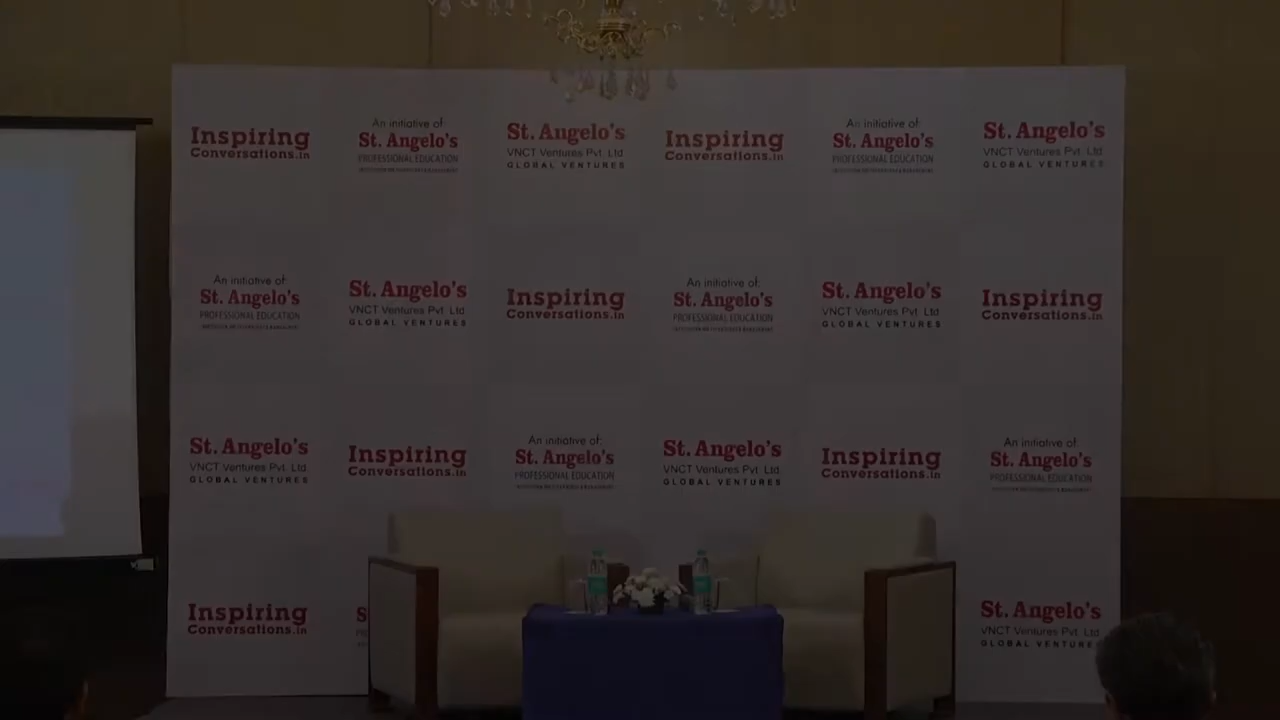 Inspiring
Conversations.in
An initiative of:
St. Angelo's
PROFESSIONAL EDUCATION
St. Angelo's
VNCT Ventures Pvt. Ltd
GLOBAL VENTURES
Inspiring
Conversations.in
An initiative of:
St. Angelo's
PROFESSIONAL EDUCATION
St. Angelo's
VNCT Ventures Pvt. Ltd
GLOBAL VENTURES
An initiative of:
St. Angelo's
PROFESSIONAL EDUCATION
St. Angelo's
VNCT Ventures Pvt. Ltd
GLOBAL VENTURES
Inspiring
Conversations.in
An initiative of:
St. Angelo's
PROFESSIONAL EDUCATION
St. Angelo's
VNCT Ventures Pvt. Ltd
GLOBAL VENTURES
Inspiring
Conversations.in
St. Angelo's
VNCT Ventures Pvt. Ltd
GLOBAL VENTURES
Inspiring
Conversations.in
An initiative of:
St. Angelo's
PROFESSIONAL EDUCATION
St. Angelo's
VNCT Ventures Pvt. Ltd
GLOBAL VENTURES
Inspiring
Conversations.in
An initiative of:
St. Angelo's
PROFESSIONAL EDUCATION
Inspiring
Conversations.in
St. Angelo's
VNCT Ventures Pvt. Ltd
GLOBAL VENTURES